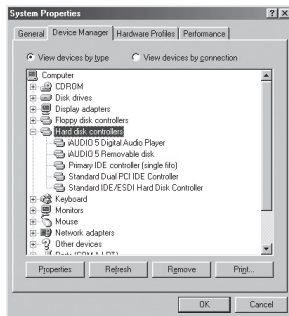 System Properties
General Device Manager Hardware Profiles Performance
View devices by type View devices by connection
Computer
CDROM
Disk drives
Display adapters
Floppy disk controllers
Hard disk controllers
iAUDIO 5 Digital Audio Player
iAUDIO 5 Removable disk
Primary IDE controller (single fifo)
Standard Dual PCI IDE Controller
Standard IDE/ESDI Hard Disk Controller
Keyboard
Monitors
Mouse
Network adapters
Other devices
Ports (COM & LPT)
Properties Refresh Remove Print...
OK Cancel